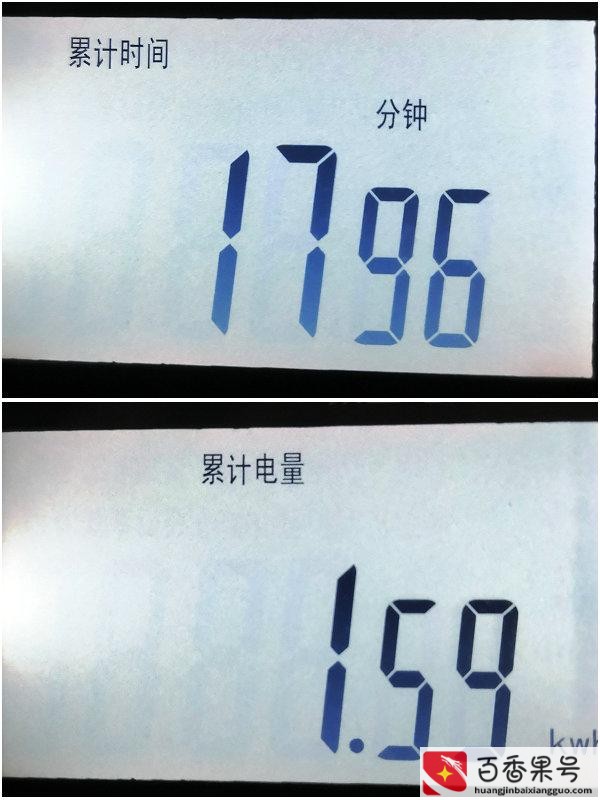 累计时间
分钟
1796
累计电量
1.59
kwh
百香果号
huangjinbaixiangguo.com